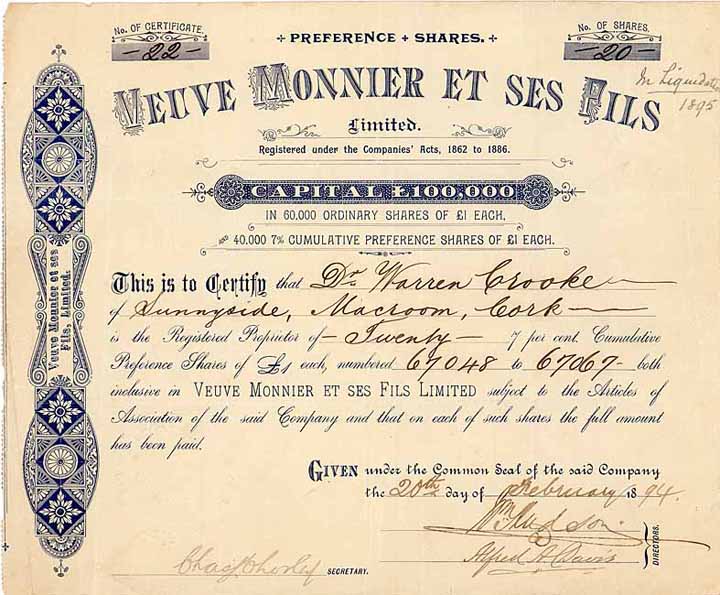 No. OF CERTIFICATE.
-22-
+ PREFERENCE + SHARES. +
No. OF SHARES.
-20-
In Liquidation
1895
VEUVE MONNIER ET SES FILS
Limited.
Registered under the Companies' Acts, 1862 to 1886.
CAPITAL £100,000
IN 60,000 ORDINARY SHARES OF £1 EACH,
AND 40,000 7% CUMULATIVE PREFERENCE SHARES OF £1 EACH.
This is to Certify that Dr. Warren Crooke
of Sunnyside, Macroom, Cork
is the Registered Proprietor of - Twenty - 7 per cent. Cumulative
Preference Shares of £1 each, numbered 67048 to 67067 - both
inclusive in VEUVE MONNIER ET SES FILS LIMITED subject to the Articles of
Association of the said Company and that on each of such shares the full amount
has been paid.
GIVEN under the Common Seal of the said Company
the 20th day of February 1894.
Wm Hudson
Alfred A. Davis
DIRECTORS.
SECRETARY.
Veuve Monnier et ses
Fils, Limited.